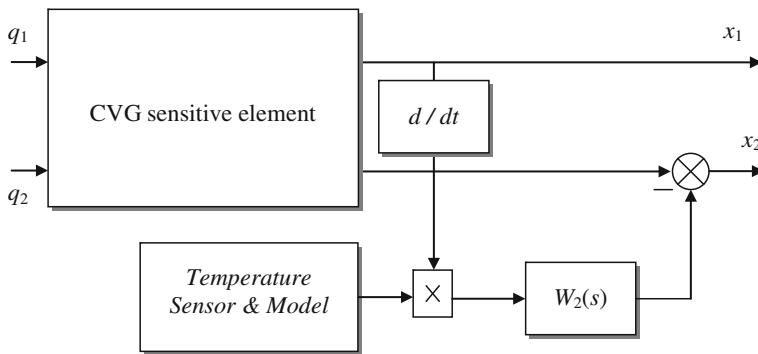 q1
x1
CVG sensitive element
d / dt
x2
q2
−
Temperature
Sensor & Model
×
W2(s)